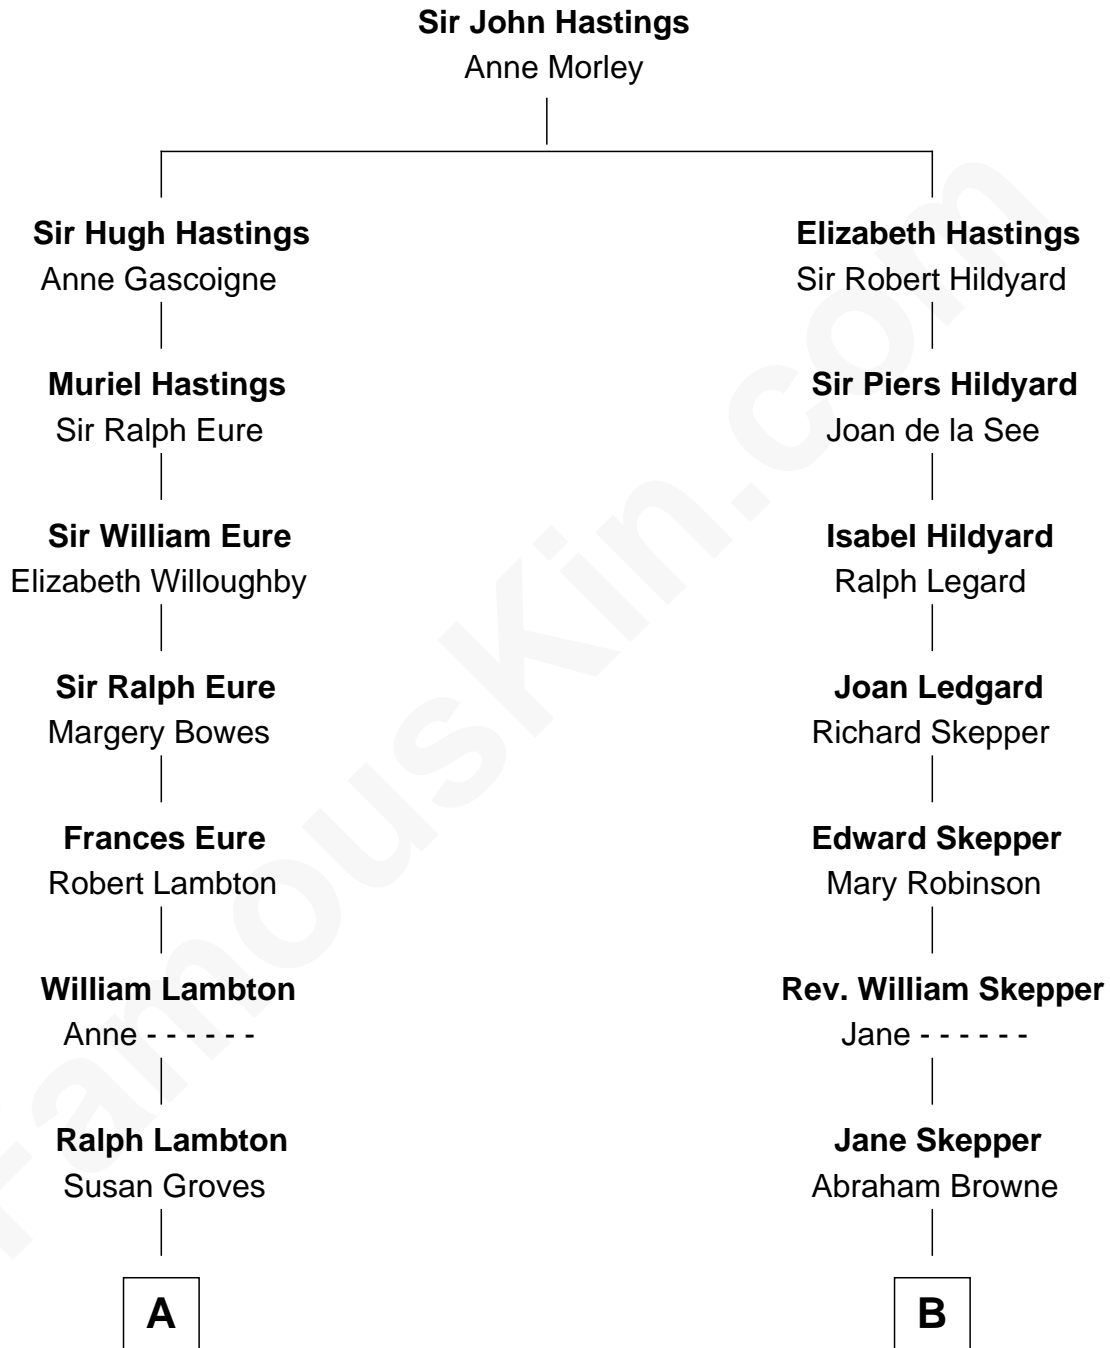 Sir John Hastings
Anne Morley
Sir Hugh Hastings
Anne Gascoigne
Elizabeth Hastings
Sir Robert Hildyard
Muriel Hastings
Sir Ralph Eure
Sir Piers Hildyard
Joan de la See
Sir William Eure
Elizabeth Willoughby
Isabel Hildyard
Ralph Legard
Sir Ralph Eure
Margery Bowes
Joan Ledgard
Richard Skepper
Frances Eure
Robert Lambton
Edward Skepper
Mary Robinson
William Lambton
Anne - - - - - -
Rev. William Skepper
Jane - - - - - -
Ralph Lambton
Susan Groves
Jane Skepper
Abraham Browne
A
B
FamousKin.com